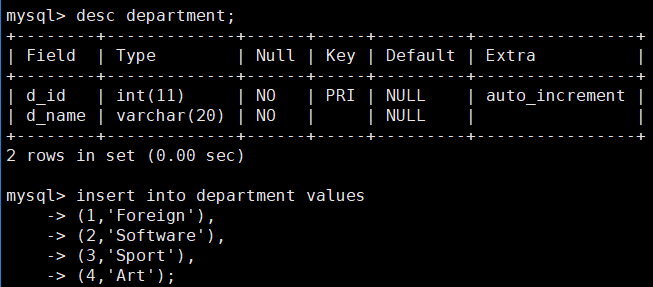 mysql> desc department;
+--------+-------------+------+-----+---------+----------------+
| Field  | Type        | Null | Key | Default | Extra          |
+--------+-------------+------+-----+---------+----------------+
| d_id   | int(11)     | NO   | PRI | NULL    | auto_increment |
| d_name | varchar(20) | NO   |     | NULL    |                |
+--------+-------------+------+-----+---------+----------------+
2 rows in set (0.00 sec)

mysql> insert into department values
    -> (1,'Foreign'),
    -> (2,'Software'),
    -> (3,'Sport'),
    -> (4,'Art');